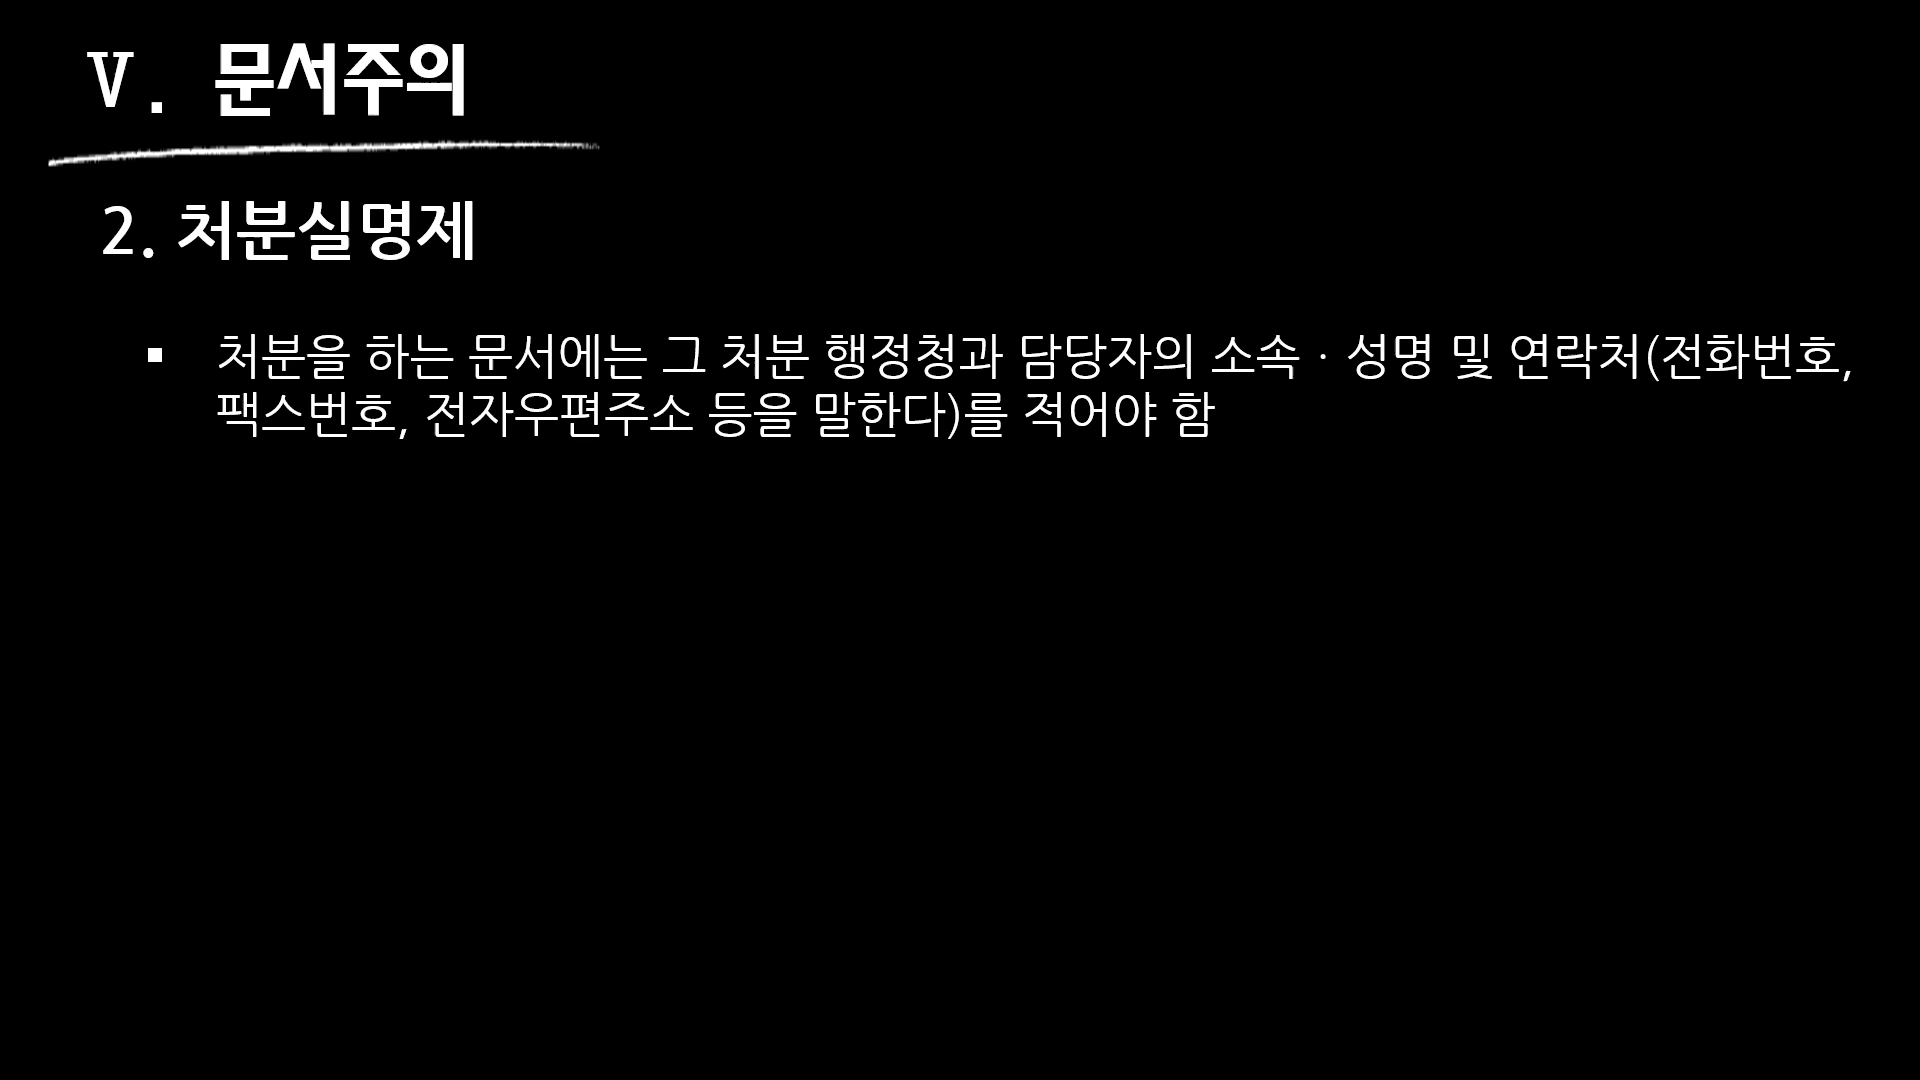 V. 문서주의
2. 처분실명제
▪ 처분을 하는 문서에는 그 처분 행정청과 담당자의 소속·성명 및 연락처(전화번호,
팩스번호, 전자우편주소 등을 말한다)를 적어야 함